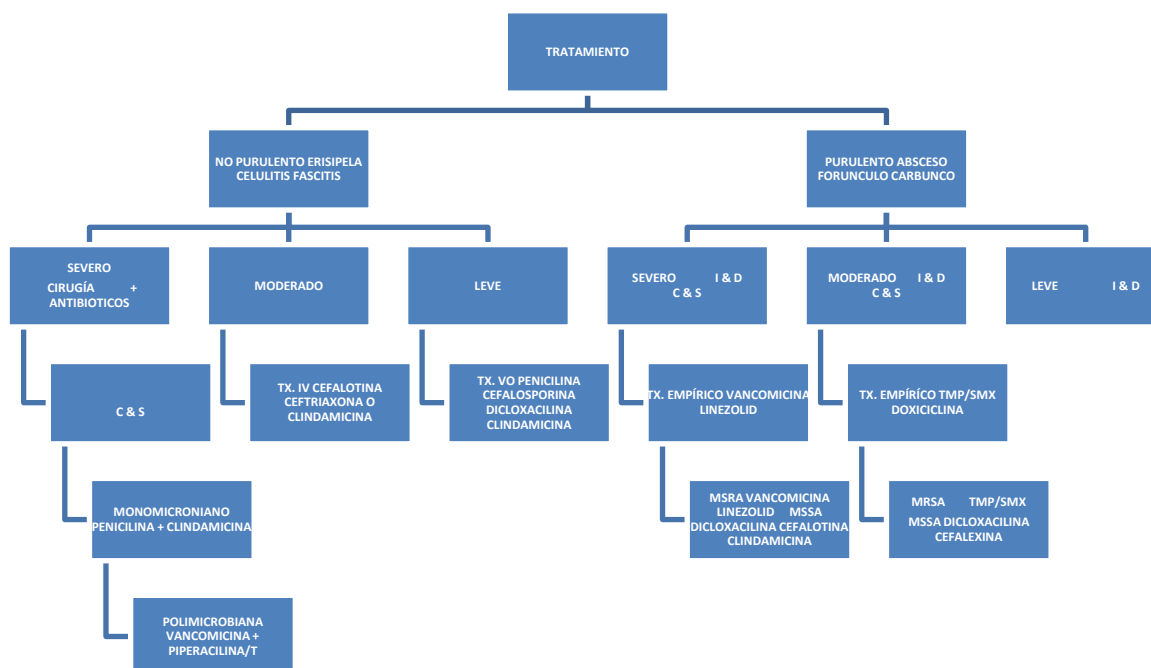 TRATAMIENTO
NO PURULENTO ERISIPELA
CELULITIS FASCITIS
PURULENTO ABSCESO
FORUNCULO CARBUNCO
SEVERO
CIRUGÍA +
ANTIBIOTICOS
MODERADO
LEVE
SEVERO I & D
C & S
MODERADO I & D
C & S
LEVE I & D
C & S
TX. IV CEFALOTINA
CEFTRIAXONA O
CLINDAMICINA
TX. VO PENICILINA
CEFALOSPORINA
DICLOXACILINA
CLINDAMICINA
TX. EMPÍRICO VANCOMICINA
LINEZOLID
TX. EMPÍRÍCO TMP/SMX
DOXICICLINA
MONOMICRONIANO
PENICILINA + CLINDAMICINA
MSRA VANCOMICINA
LINEZOLID MSSA
DICLOXACILINA CEFALOTINA
CLINDAMICINA
MRSA TMP/SMX
MSSA DICLOXACILINA
CEFALEXINA
POLIMICROBIANA
VANCOMICINA +
PIPERACILINA/T